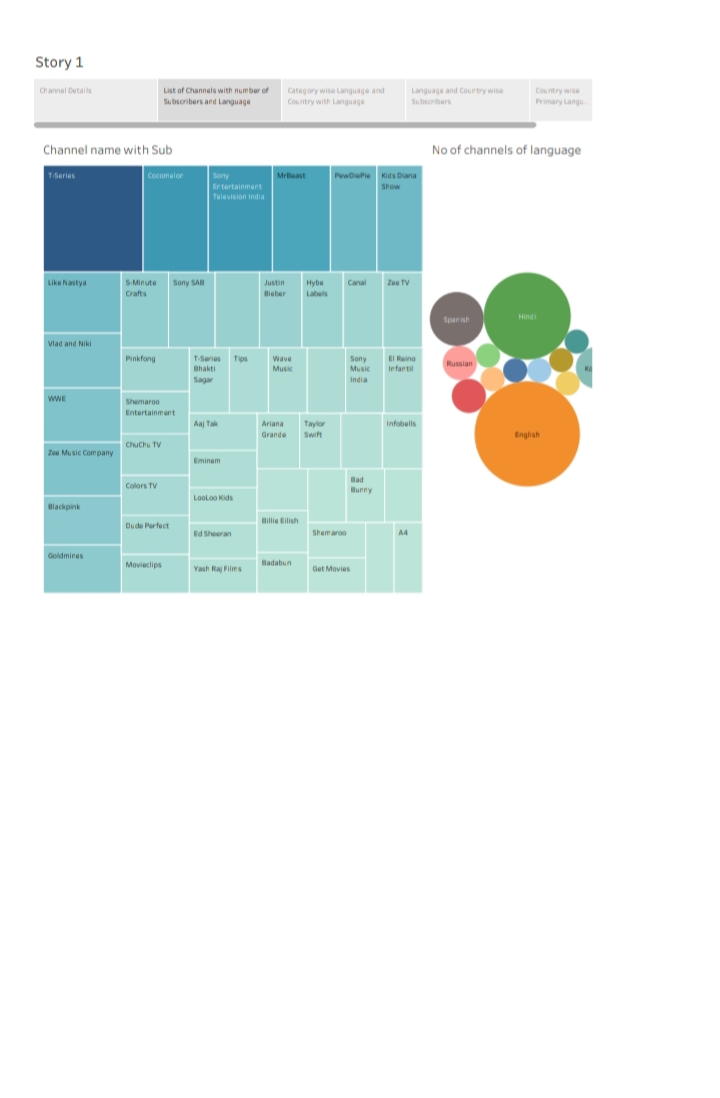 Story 1
Channel Details
List of Channels with number of
Subscribers and Language
Category wise Language and
Country with Language
Language and Country wise
Subscribers
Country wise
Primary Langu...
Channel name with Sub
No of channels of language
T-Series
Cocomelon
Sony
Entertainment
Television India
MrBeast
PewDiePie
Kids Diana
Show
Like Nastya
Vlad and Niki
WWE
Zee Music Company
Blackpink
Goldmines
5-Minute
Crafts
Sony SAB
Justin
Bieber
Hybe
Labels
Canal
Zee TV
Pinkfong
Shemaroo
Entertainment
ChuChu TV
Colors TV
Dude Perfect
Movieclips
T-Series
Bhakti
Sagar
Tips
Wave
Music
Sony
Music
India
El Reino
Infantil
Aaj Tak
Eminem
LooLoo Kids
Ed Sheeran
Yash Raj Films
Ariana
Grande
Taylor
Swift
Infobells
Billie Eilish
Badabun
Bad
Bunny
Shemaroo
Get Movies
A4
Spanish
Hindi
Russian
English